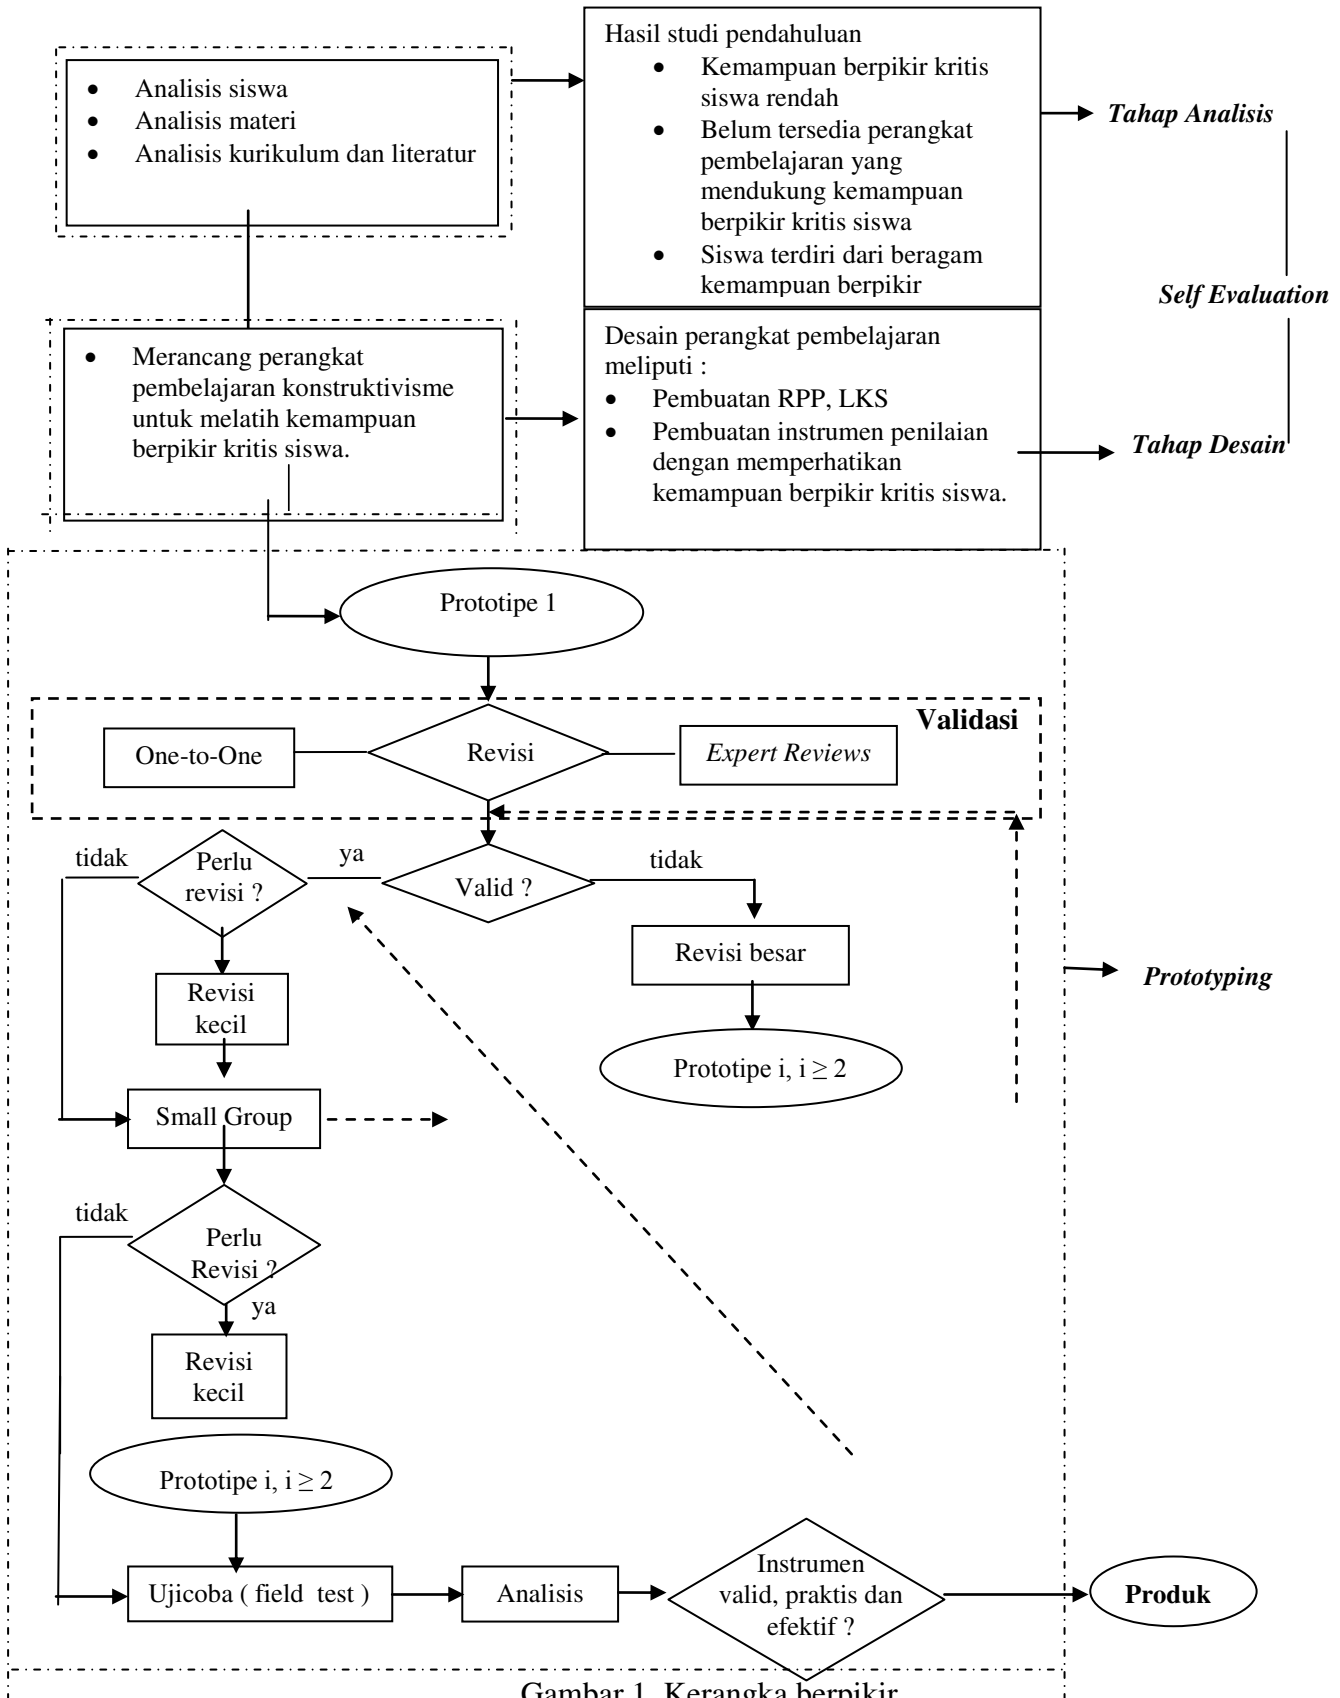 • Analisis siswa
• Analisis materi
• Analisis kurikulum dan literatur
Hasil studi pendahuluan
• Kemampuan berpikir kritis
siswa rendah
• Belum tersedia perangkat
pembelajaran yang
mendukung kemampuan
berpikir kritis siswa
• Siswa terdiri dari beragam
kemampuan berpikir
Tahap Analisis
Self Evaluation
• Merancang perangkat
pembelajaran konstruktivisme
untuk melatih kemampuan
berpikir kritis siswa.
Desain perangkat pembelajaran
meliputi :
• Pembuatan RPP, LKS
• Pembuatan instrumen penilaian
dengan memperhatikan
kemampuan berpikir kritis siswa.
Tahap Desain
Prototipe 1
Validasi
One-to-One
Revisi
Expert Reviews
tidak
Perlu
revisi ?
ya
Valid ?
tidak
Revisi besar
Prototyping
Revisi
kecil
Prototipe i, i ≥ 2
Small Group
tidak
Perlu
Revisi ?
ya
Revisi
kecil
Prototipe i, i ≥ 2
Ujicoba ( field test )
Analisis
Instrumen
valid, praktis dan
efektif ?
Produk
Gambar 1. Kerangka berpikir